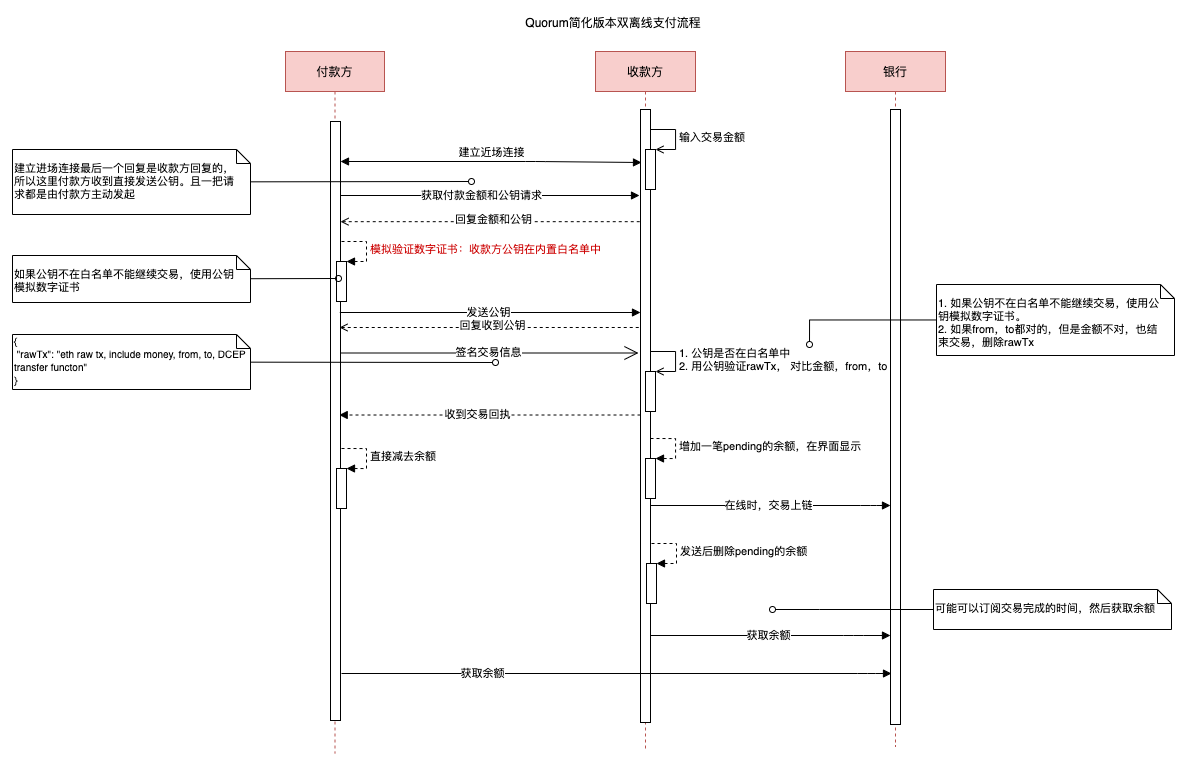 Quorum简化版本双离线支付流程
付款方
收款方
银行
输入交易金额
建立近场连接
建立进场连接最后一个回复是收款方回复的，
所以这里付款方收到直接发送公钥。且一把请
求都是由付款方主动发起
获取付款金额和公钥请求
回复金额和公钥
模拟验证数字证书：收款方公钥在内置白名单中
如果公钥不在白名单不能继续交易，使用公钥
模拟数字证书
发送公钥
回复收到公钥
1. 如果公钥不在白名单不能继续交易，使用公
钥模拟数字证书。
2. 如果from，to都对的，但是金额不对，也结
束交易，删除rawTx
{
"rawTx": "eth raw tx, include money, from, to, DCEP
transfer functon"
}
签名交易信息
1. 公钥是否在白名单中
2. 用公钥验证rawTx， 对比金额，from，to
收到交易回执
增加一笔pending的余额，在界面显示
直接减去余额
在线时，交易上链
发送后删除pending的余额
可能可以订阅交易完成的时间，然后获取余额
获取余额
获取余额